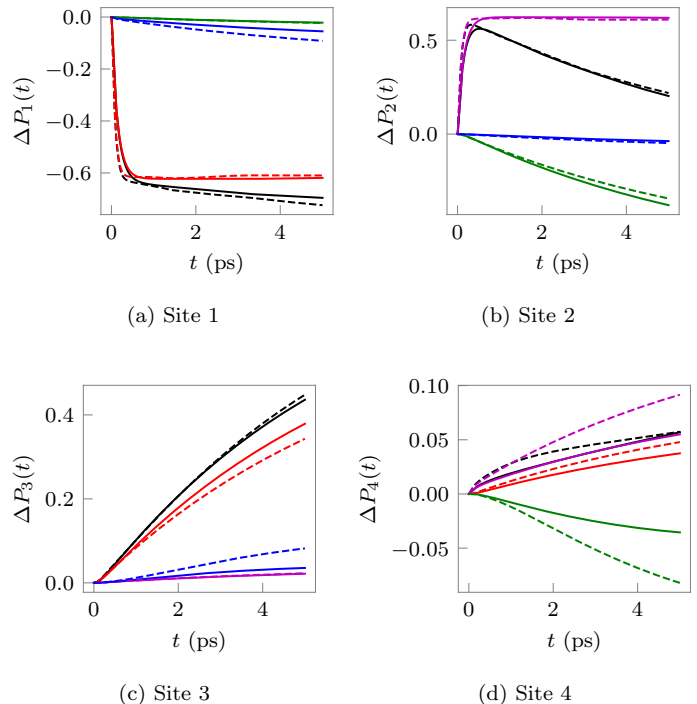 0.0
−0.2
−0.4
−0.6
ΔP₁(t)
0 2 4
t (ps)
(a) Site 1
0.5
0.0
ΔP₂(t)
0 2 4
t (ps)
(b) Site 2
0.4
0.2
0.0
ΔP₃(t)
0 2 4
t (ps)
(c) Site 3
0.10
0.05
0.00
−0.05
ΔP₄(t)
0 2 4
t (ps)
(d) Site 4